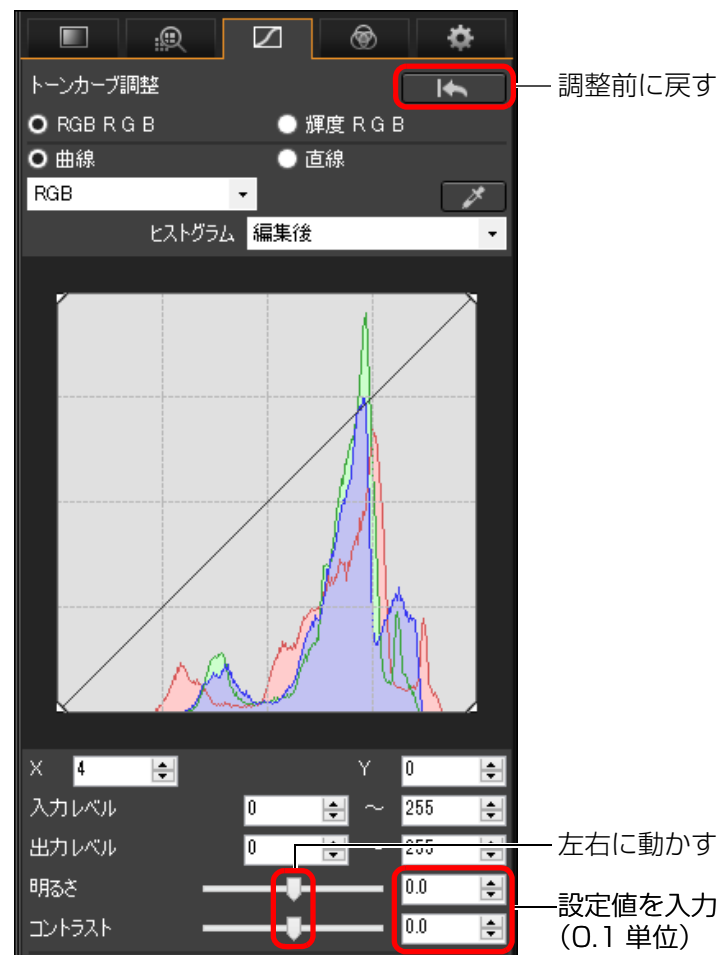 トーンカーブ調整
調整前に戻す
RGB R G B
輝度 R G B
曲線
直線
RGB
ヒストグラム 編集後
X 4 Y 0
入力レベル 0 ～ 255
出力レベル 0 ～ 255
左右に動かす
明るさ 0.0
コントラスト 0.0
設定値を入力
（0.1 単位）